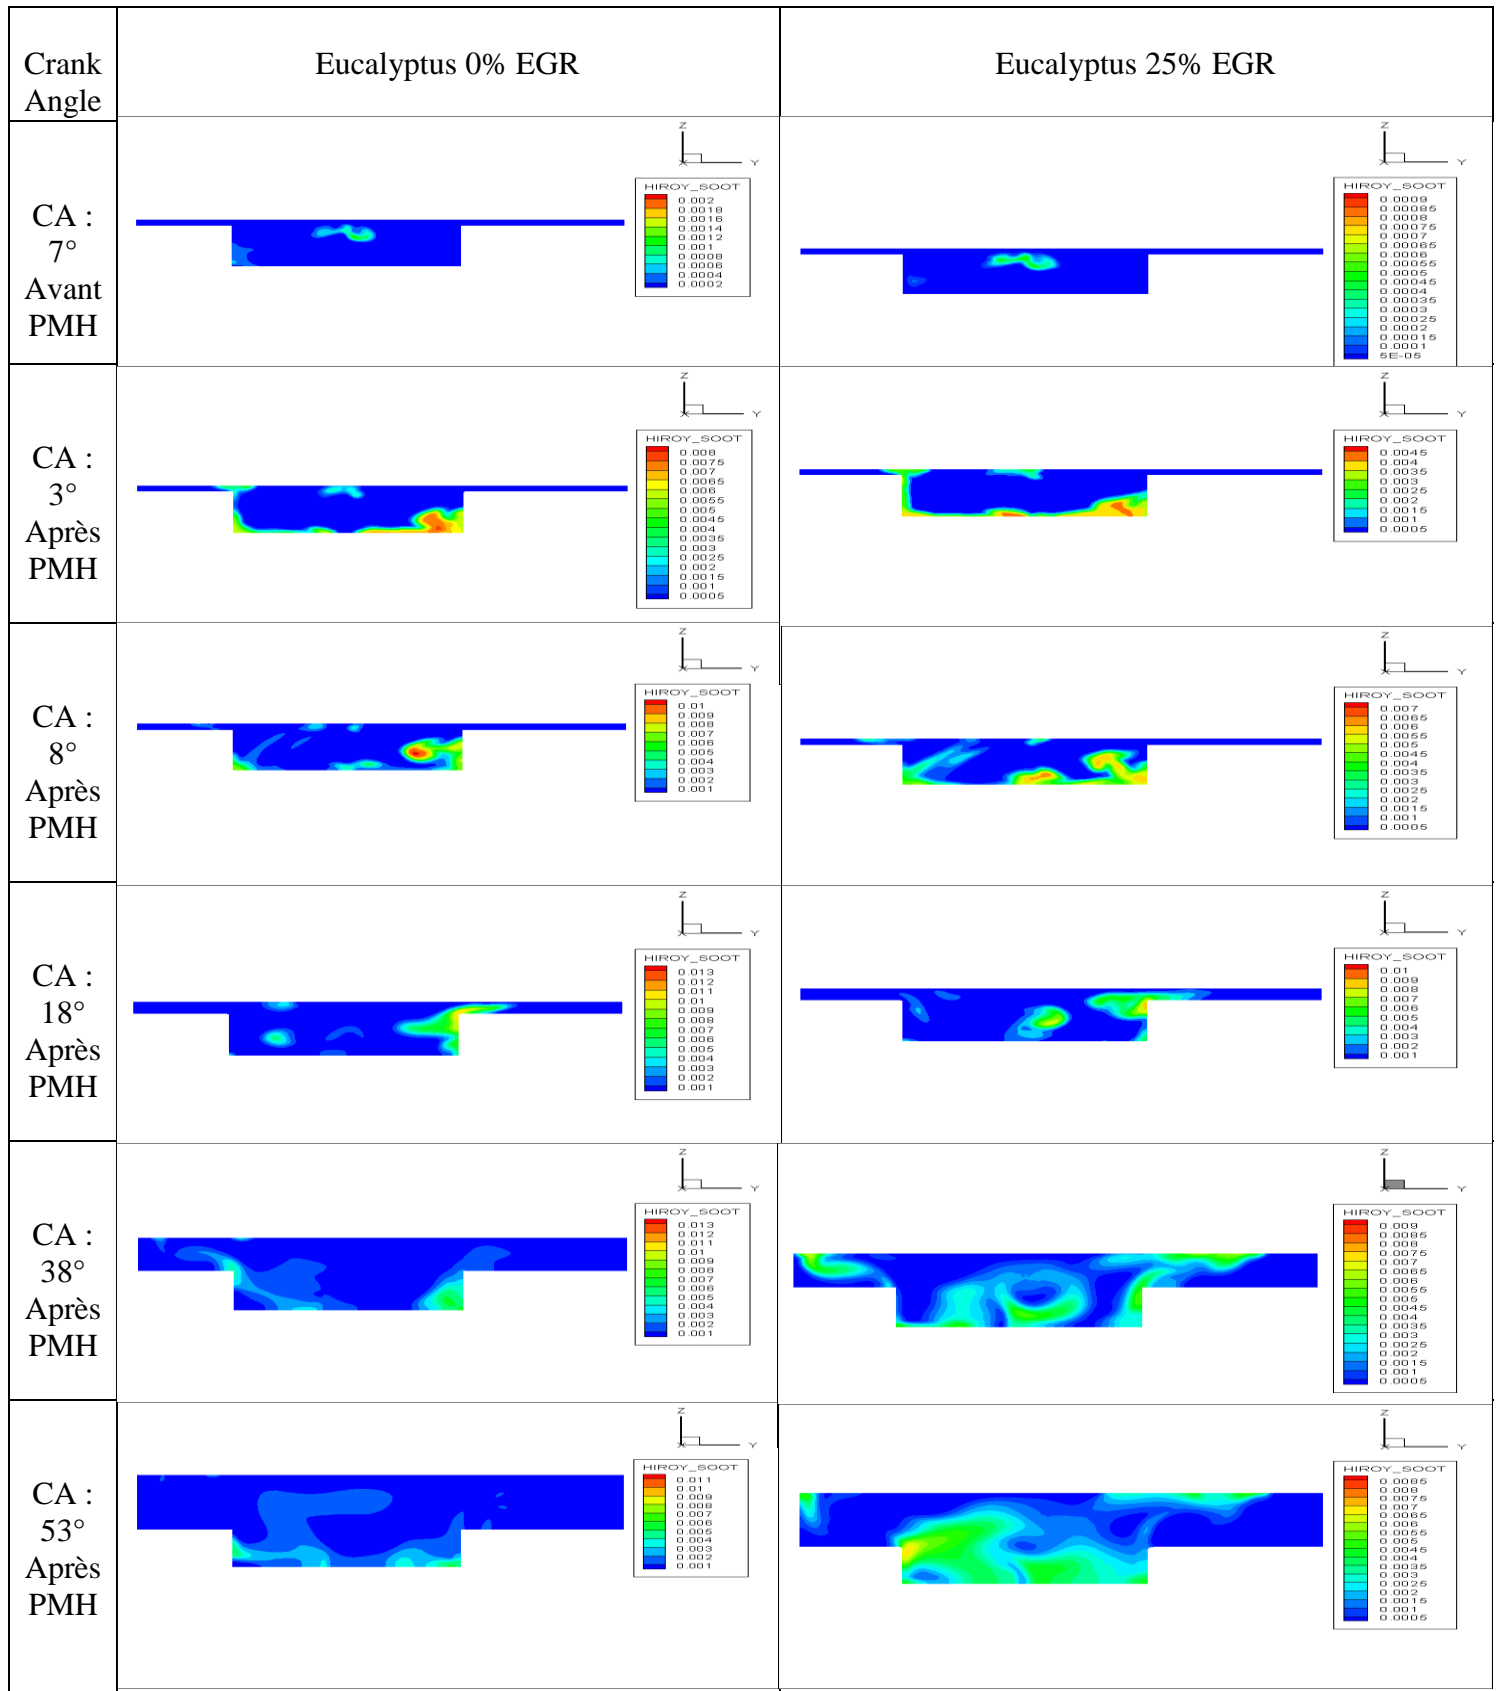 Crank
Angle
Eucalyptus 0% EGR
Eucalyptus 25% EGR
CA :
7°
Avant
PMH
Z
Y
X
HIROY_SOOT
0.002
0.0018
0.0016
0.0014
0.0012
0.001
0.0008
0.0006
0.0004
0.0002
Z
Y
X
HIROY_SOOT
0.0009
0.00085
0.0008
0.00075
0.0007
0.00065
0.0006
0.00055
0.0005
0.00045
0.0004
0.00035
0.0003
0.00025
0.0002
0.00015
0.0001
5E-05
CA :
3°
Après
PMH
Z
Y
X
HIROY_SOOT
0.008
0.0075
0.007
0.0065
0.006
0.0055
0.005
0.0045
0.004
0.0035
0.003
0.0025
0.002
0.0015
0.001
0.0005
Z
Y
X
HIROY_SOOT
0.0045
0.004
0.0035
0.003
0.0025
0.002
0.0015
0.001
0.0005
CA :
8°
Après
PMH
Z
Y
X
HIROY_SOOT
0.01
0.009
0.008
0.007
0.006
0.005
0.004
0.003
0.002
0.001
Z
Y
X
HIROY_SOOT
0.007
0.0065
0.006
0.0055
0.005
0.0045
0.004
0.0035
0.003
0.0025
0.002
0.0015
0.001
0.0005
CA :
18°
Après
PMH
Z
Y
X
HIROY_SOOT
0.013
0.012
0.011
0.01
0.009
0.008
0.007
0.006
0.005
0.004
0.003
0.002
0.001
Z
Y
X
HIROY_SOOT
0.01
0.009
0.008
0.007
0.006
0.005
0.004
0.003
0.002
0.001
CA :
38°
Après
PMH
Z
Y
X
HIROY_SOOT
0.013
0.012
0.011
0.01
0.009
0.008
0.007
0.006
0.005
0.004
0.003
0.002
0.001
Z
Y
X
HIROY_SOOT
0.009
0.0085
0.008
0.0075
0.007
0.0065
0.006
0.0055
0.005
0.0045
0.004
0.0035
0.003
0.0025
0.002
0.0015
0.001
0.0005
CA :
53°
Après
PMH
Z
Y
X
HIROY_SOOT
0.011
0.01
0.009
0.008
0.007
0.006
0.005
0.004
0.003
0.002
0.001
Z
Y
X
HIROY_SOOT
0.0085
0.008
0.0075
0.007
0.0065
0.006
0.0055
0.005
0.0045
0.004
0.0035
0.003
0.0025
0.002
0.0015
0.001
0.0005